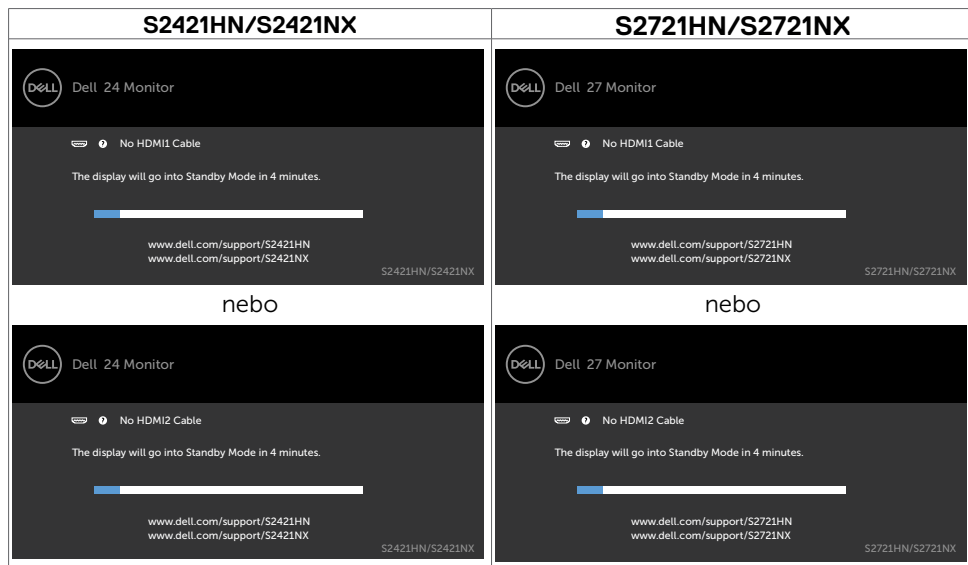 S2421HN/S2421NX
S2721HN/S2721NX
DELL Dell 24 Monitor
No HDMI1 Cable
The display will go into Standby Mode in 4 minutes.
www.dell.com/support/S2421HN
www.dell.com/support/S2421NX
S2421HN/S2421NX
DELL Dell 27 Monitor
No HDMI1 Cable
The display will go into Standby Mode in 4 minutes.
www.dell.com/support/S2721HN
www.dell.com/support/S2721NX
S2721HN/S2721NX
nebo
nebo
DELL Dell 24 Monitor
No HDMI2 Cable
The display will go into Standby Mode in 4 minutes.
www.dell.com/support/S2421HN
www.dell.com/support/S2421NX
S2421HN/S2421NX
DELL Dell 27 Monitor
No HDMI2 Cable
The display will go into Standby Mode in 4 minutes.
www.dell.com/support/S2721HN
www.dell.com/support/S2721NX
S2721HN/S2721NX